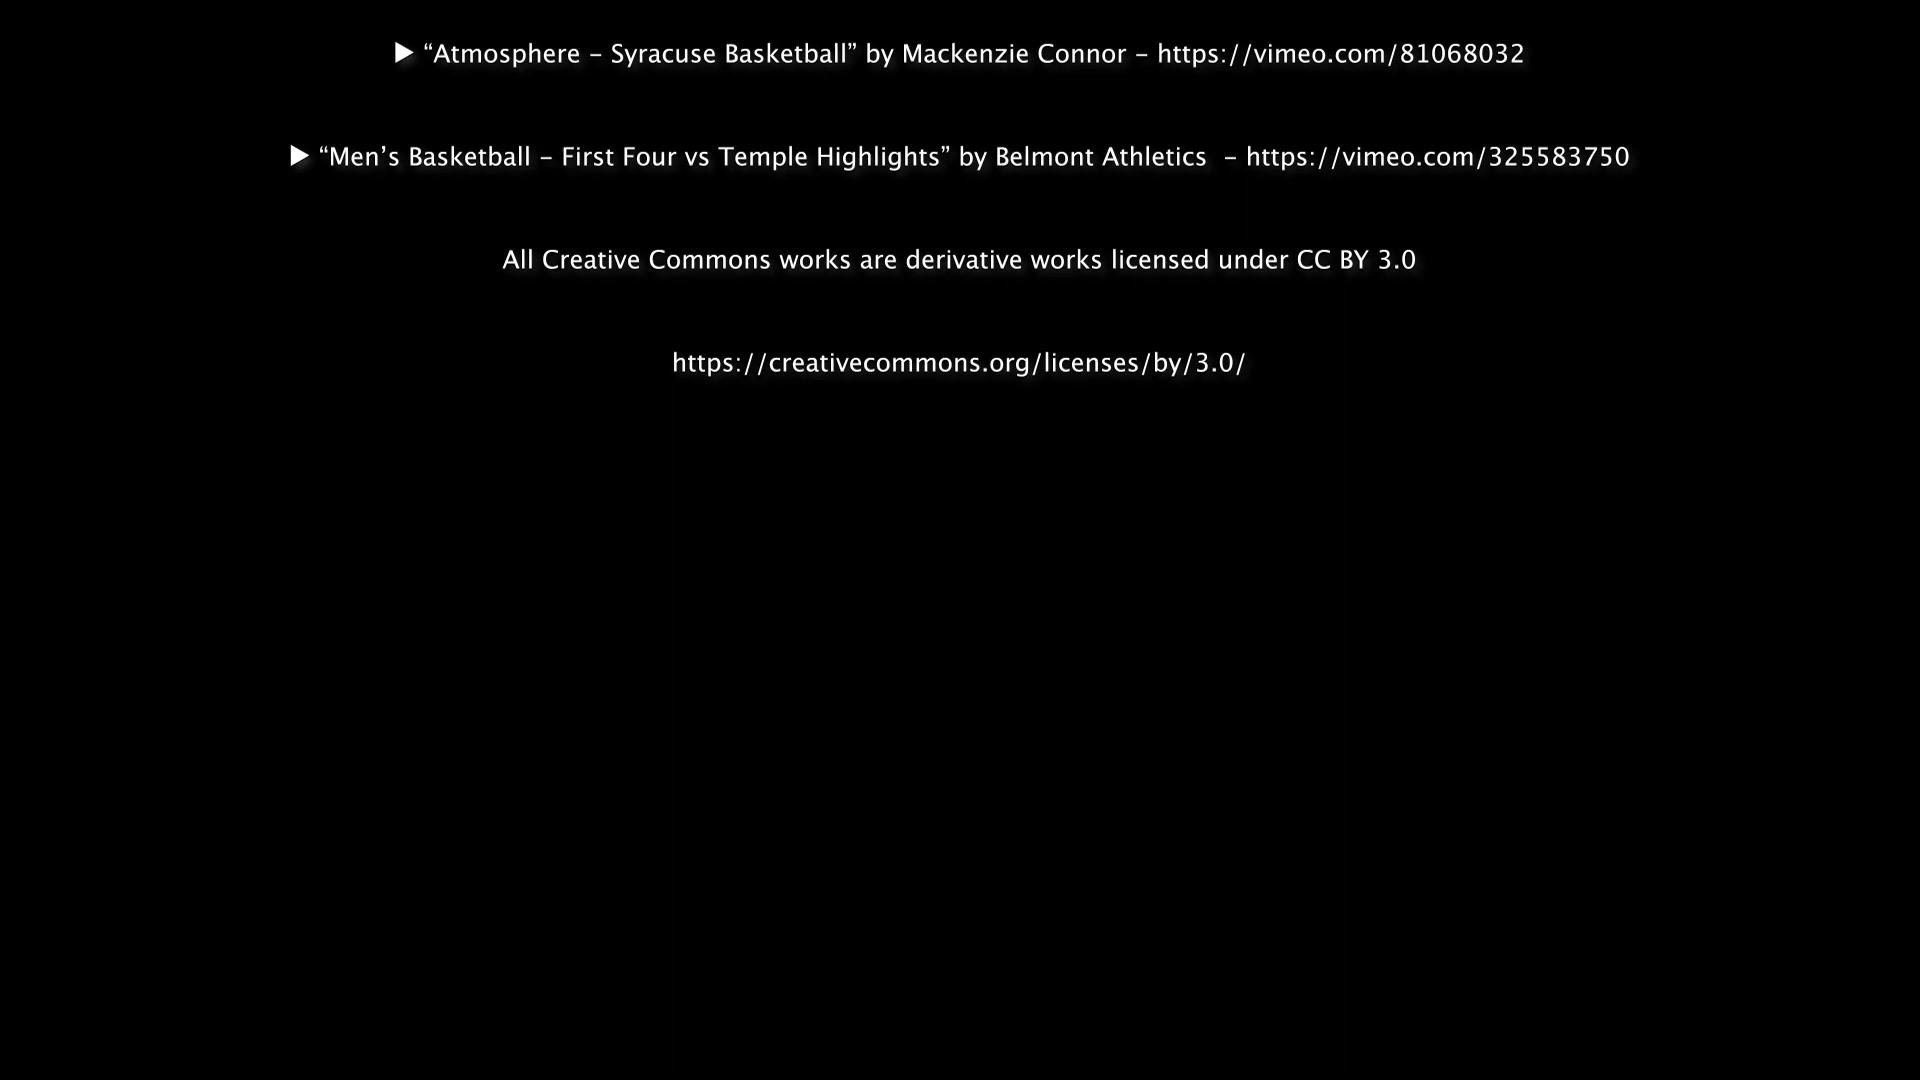 ▶ “Atmosphere – Syracuse Basketball” by Mackenzie Connor – https://vimeo.com/81068032
▶ “Men’s Basketball – First Four vs Temple Highlights” by Belmont Athletics  – https://vimeo.com/325583750
All Creative Commons works are derivative works licensed under CC BY 3.0
https://creativecommons.org/licenses/by/3.0/